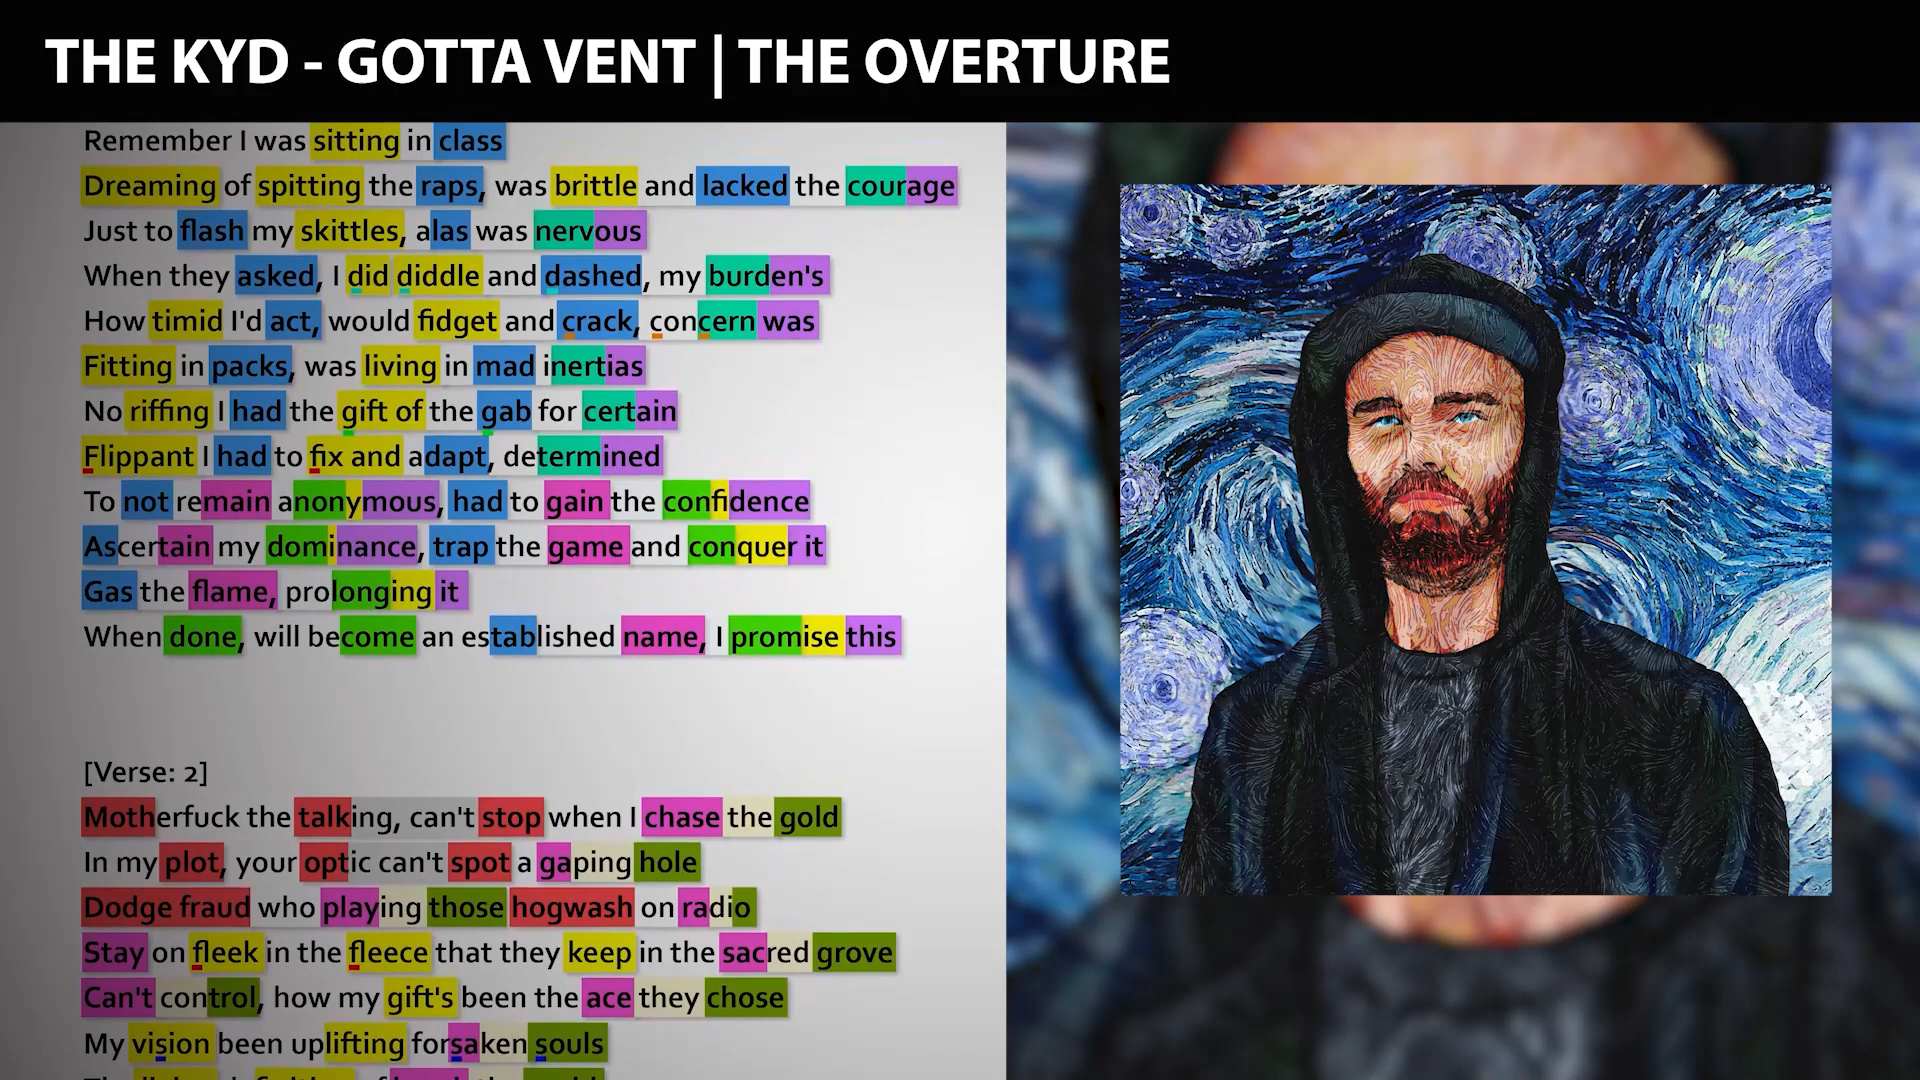 THE KYD - GOTTA VENT | THE OVERTURE
Remember I was sitting in class
Dreaming of spitting the raps, was brittle and lacked the courage
Just to flash my skittles, alas was nervous
When they asked, I did diddle and dashed, my burden's
How timid I'd act, would fidget and crack, concern was
Fitting in packs, was living in mad inertias
No riffing I had the gift of the gab for certain
Flippant I had to fix and adapt, determined
To not remain anonymous, had to gain the confidence
Ascertain my dominance, trap the game and conquer it
Gas the flame, prolonging it
When done, will become an established name, I promise this
[Verse: 2]
Motherfuck the talking, can't stop when I chase the gold
In my plot, your optic can't spot a gaping hole
Dodge fraud who playing those hogwash on radio
Stay on fleek in the fleece that they keep in the sacred grove
Can't control, how my gift's been the ace they chose
My vision been uplifting forsaken souls